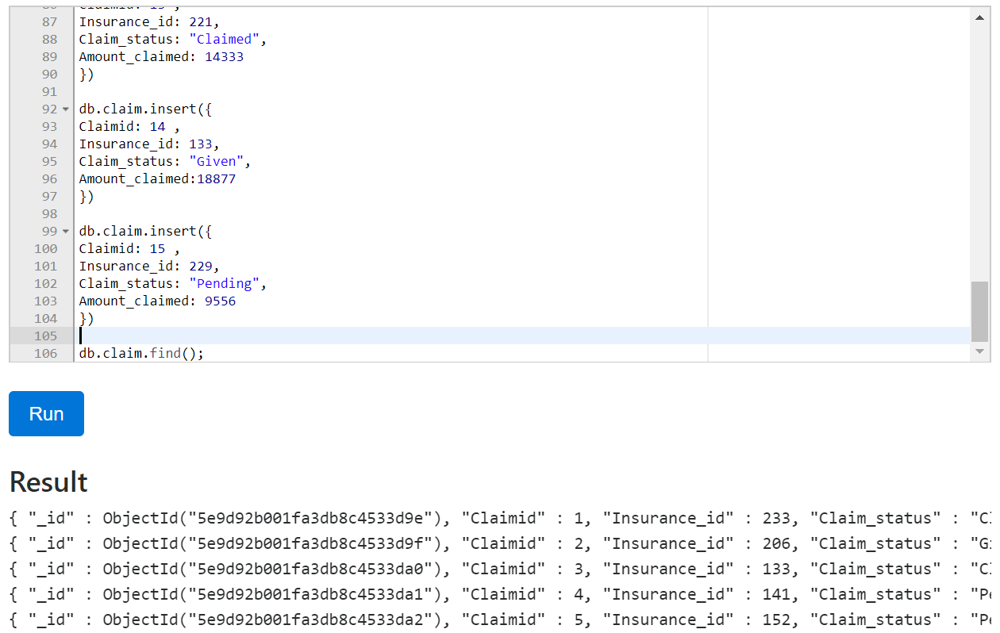 87 Insurance_id: 221,
88 Claim_status: "Claimed",
89 Amount_claimed: 14333
90 })
91
92 db.claim.insert({
93 Claimid: 14 ,
94 Insurance_id: 133,
95 Claim_status: "Given",
96 Amount_claimed:18877
97 })
98
99 db.claim.insert({
100 Claimid: 15 ,
101 Insurance_id: 229,
102 Claim_status: "Pending",
103 Amount_claimed: 9556
104 })
105
106 db.claim.find();
Run
Result
{ "_id" : ObjectId("5e9d92b001fa3db8c4533d9e"), "Claimid" : 1, "Insurance_id" : 233, "Claim_status" : "Cl
{ "_id" : ObjectId("5e9d92b001fa3db8c4533d9f"), "Claimid" : 2, "Insurance_id" : 206, "Claim_status" : "Gi
{ "_id" : ObjectId("5e9d92b001fa3db8c4533da0"), "Claimid" : 3, "Insurance_id" : 133, "Claim_status" : "Cl
{ "_id" : ObjectId("5e9d92b001fa3db8c4533da1"), "Claimid" : 4, "Insurance_id" : 141, "Claim_status" : "Pe
{ "_id" : ObjectId("5e9d92b001fa3db8c4533da2"), "Claimid" : 5, "Insurance_id" : 152, "Claim_status" : "Pe